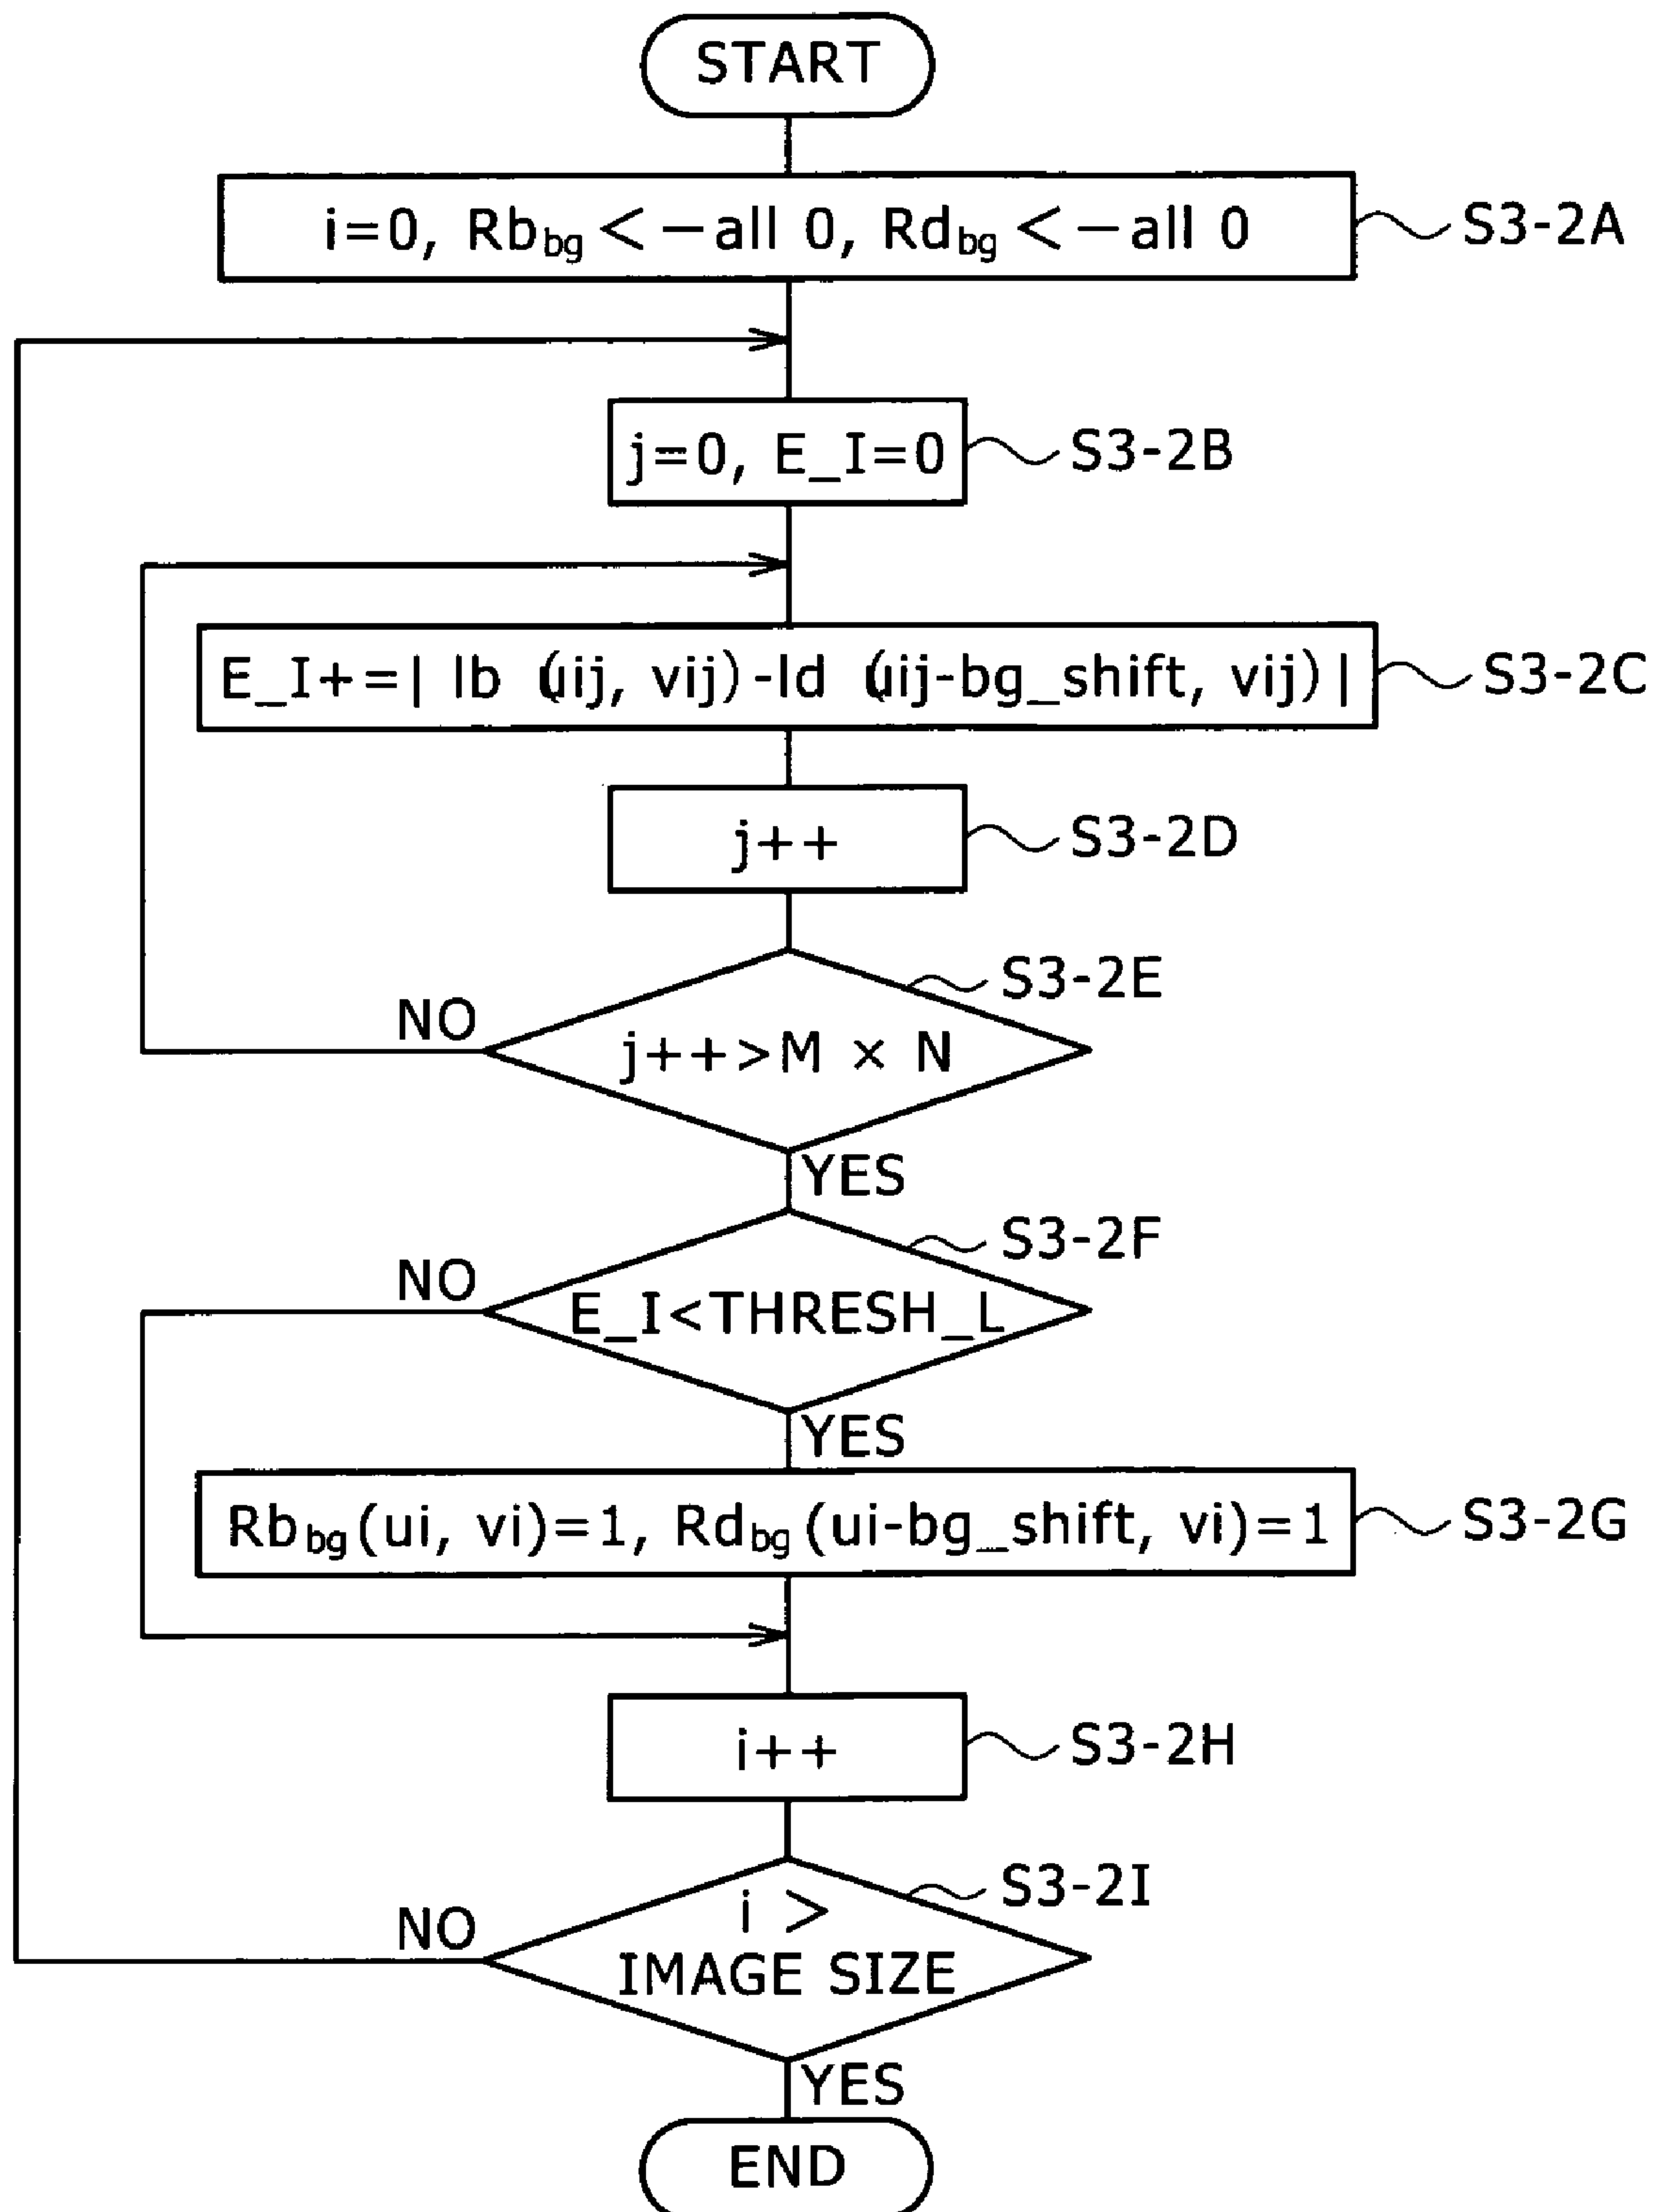 START
i=0, Rbbg<−all 0, Rdbg<−all 0
S3-2A
j=0, E_I=0
S3-2B
E_I+=| Ib (uij, vij)-Id (uij-bg_shift, vij) |
S3-2C
j++
S3-2D
S3-2E
NO
j++>M × N
YES
S3-2F
NO
E_I<THRESH_L
YES
Rbbg(ui, vi)=1, Rdbg(ui-bg_shift, vi)=1
S3-2G
i++
S3-2H
S3-2I
NO
i >
IMAGE SIZE
YES
END